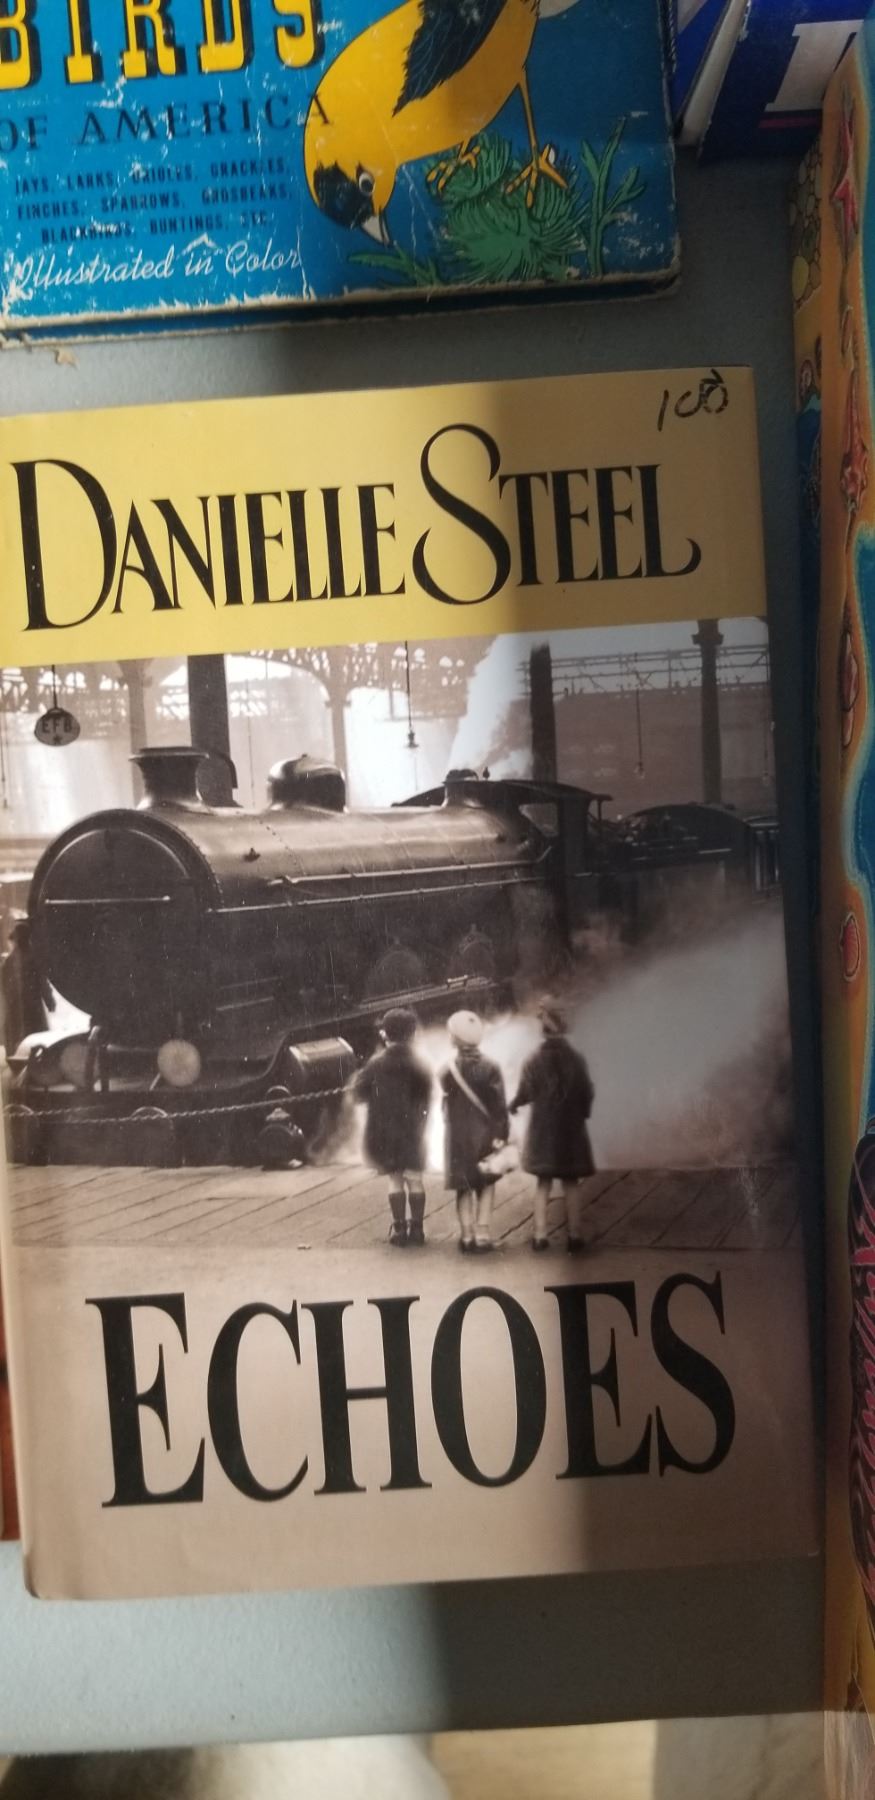 BIRDS
OF AMERICA
JAYS, LARKS, ORIOLES, GRACKLES,
FINCHES, SPARROWS, GROSBEAKS,
BLACKBIRDS, BUNTINGS, ETC.
Illustrated in Color
100
DANIELLE STEEL
EFB
ECHOES